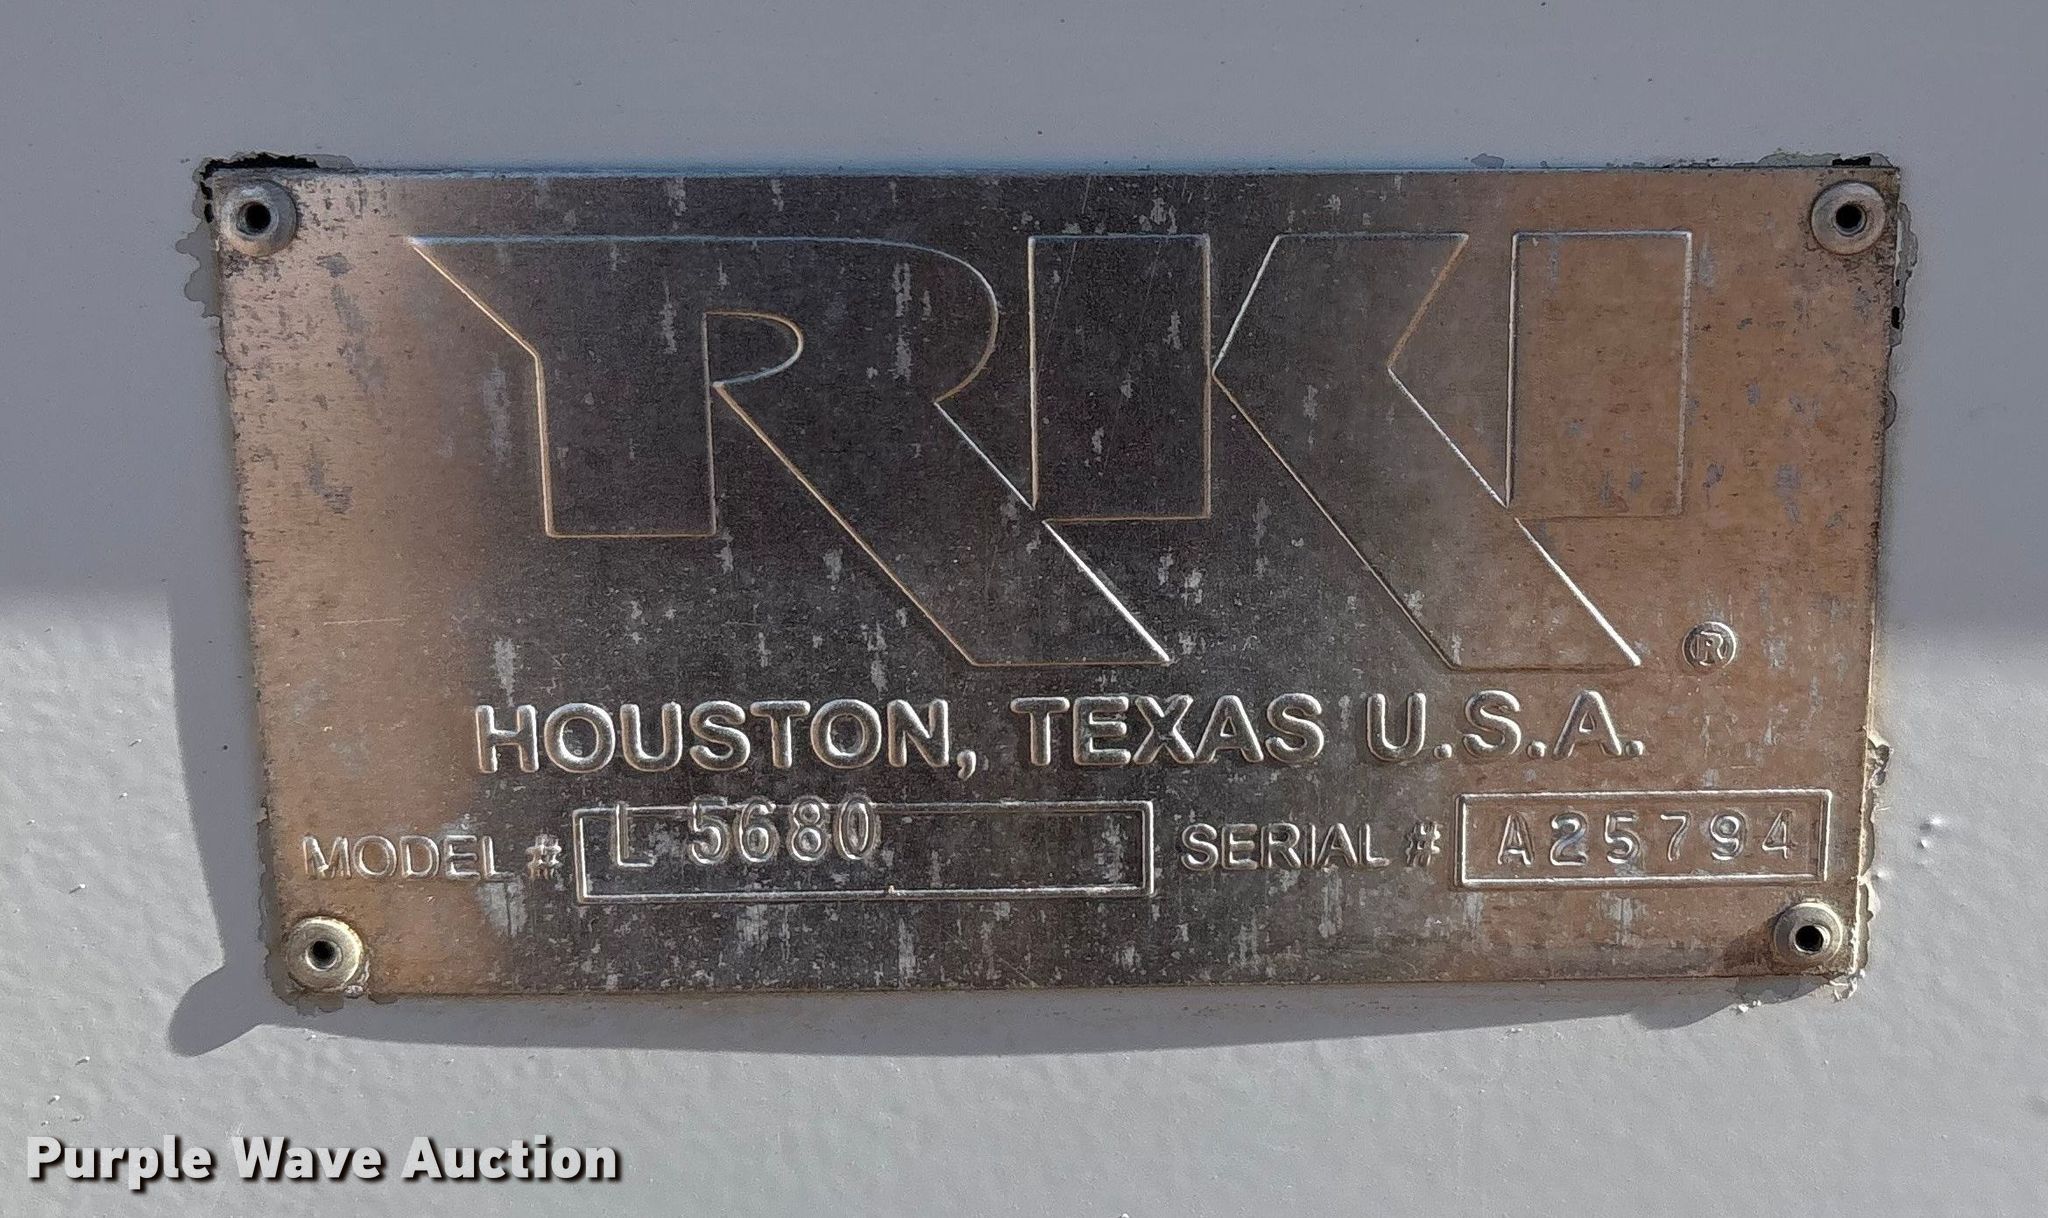 RKI ®
HOUSTON, TEXAS U.S.A.
MODEL # L 5680 SERIAL # A25794
Purple Wave Auction